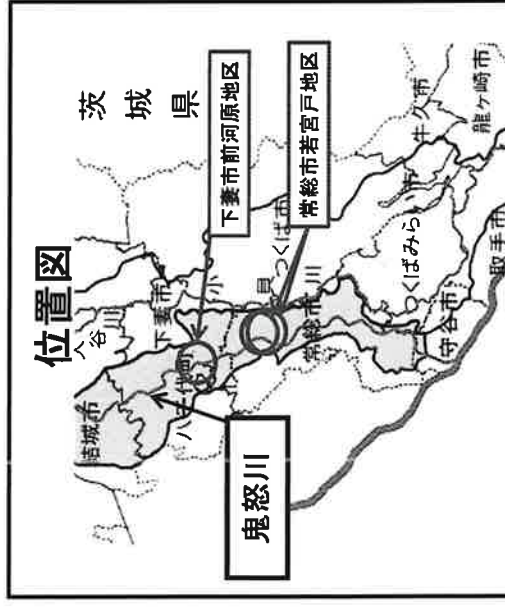 位置図
茨城県
下妻市前河原地区
常総市若宮戸地区
鬼怒川
結城市
八千代町
下妻市
小
貝
川
常総市
つくば市
つくばみらい市
守谷市
取手市
牛久市
龍ヶ崎市